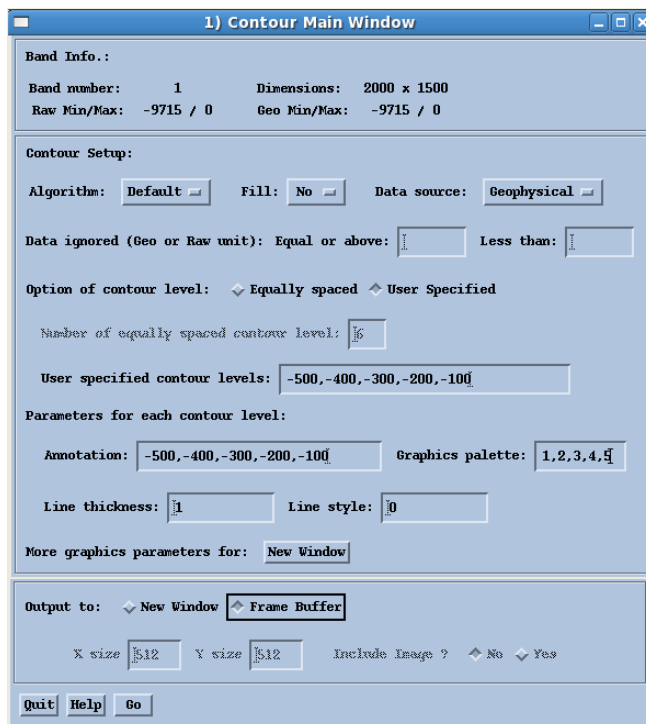 1) Contour Main Window
Band Info.:
Band number: 1 Dimensions: 2000 x 1500
Raw Min/Max: -9715 / 0 Geo Min/Max: -9715 / 0
Contour Setup:
Algorithm: Default Fill: No Data source: Geophysical
Data ignored (Geo or Raw unit): Equal or above: Less than:
Option of contour level: Equally spaced User Specified
Number of equally spaced contour level: 6
User specified contour levels: -500,-400,-300,-200,-100
Parameters for each contour level:
Annotation: -500,-400,-300,-200,-100 Graphics palette: 1,2,3,4,5
Line thickness: 1 Line style: 0
More graphics parameters for: New Window
Output to: New Window Frame Buffer
X size 512 Y size 512 Include Image ? No Yes
Quit Help Go